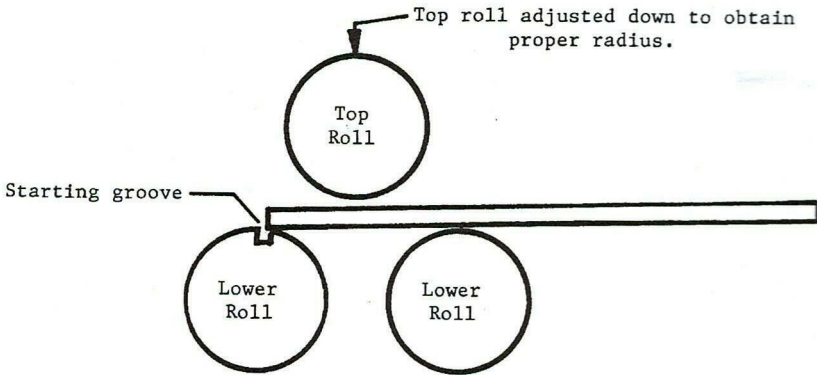 Top roll adjusted down to obtain
proper radius.
Top
Roll
Starting groove
Lower
Roll
Lower
Roll